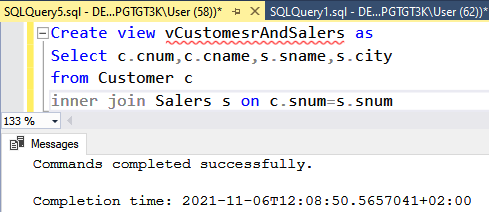 SQLQuery5.sql - DE...PGTGT3K\User (58))* SQLQuery1.sql - DE...PGTGT3K\User (62))*
Create view vCustomesrAndSalers as
Select c.cnum,c.cname,s.sname,s.city
from Customer c
inner join Salers s on c.snum=s.snum
133 %
Messages
Commands completed successfully.
Completion time: 2021-11-06T12:08:50.5657041+02:00